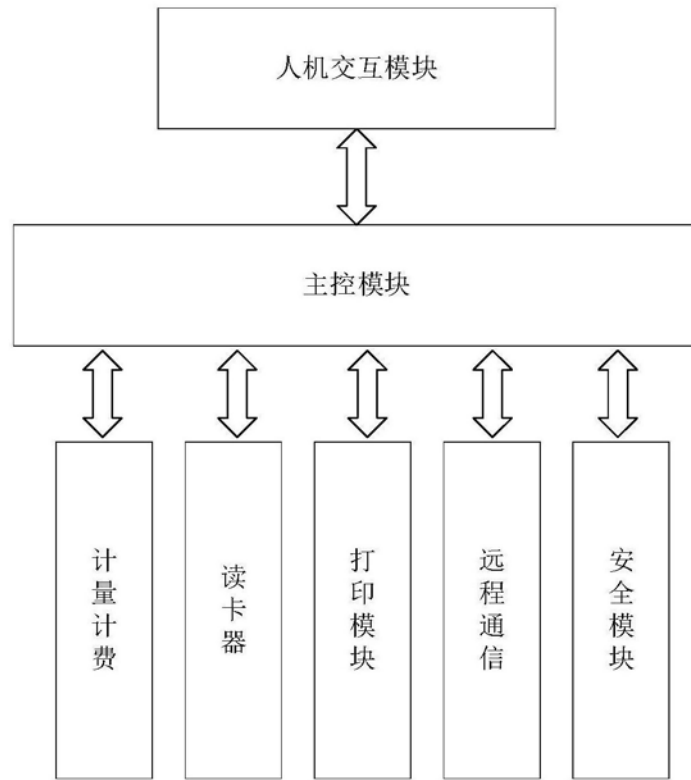 人机交互模块
主控模块
计量计费
读卡器
打印模块
远程通信
安全模块